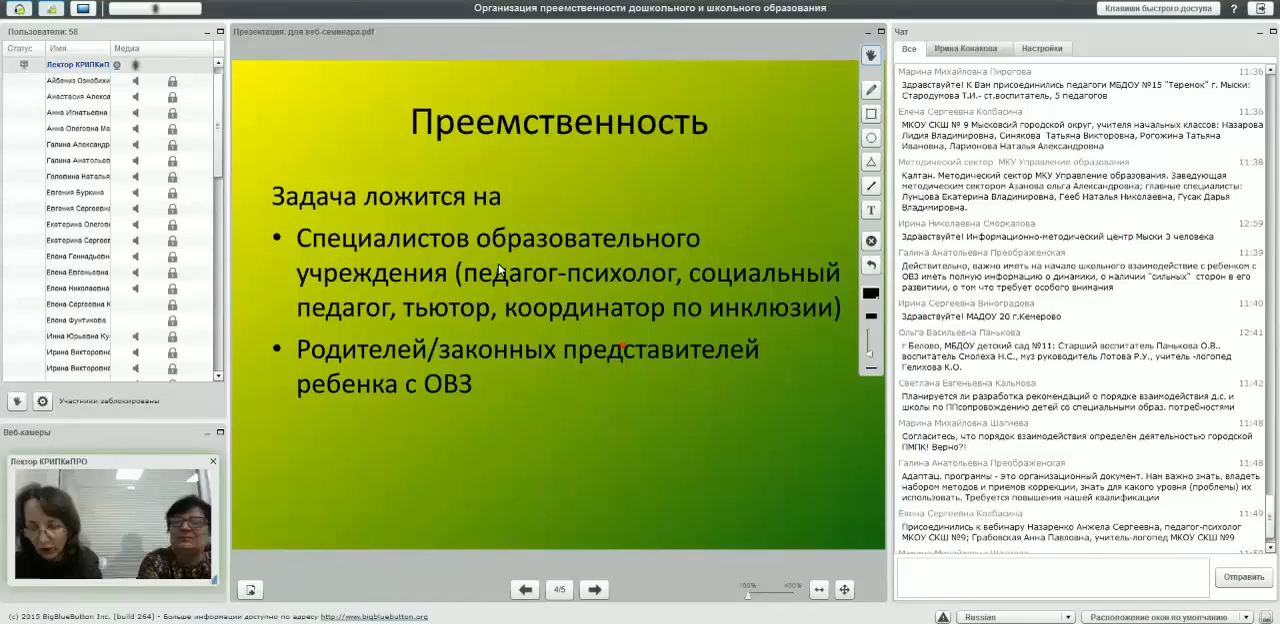 Организация преемственности дошкольного и школьного образования
Клавиши быстрого доступа
?
Пользователи: 58
Статус Имя Медиа
Лектор КРИПКиП
Айбениз Ознобихи
Анастасия Алекса
Анна Игнатьевна
Анна Олеговна Ма
Галина Александр
Галина Анатольев
Головина Наталья
Евгения Буркина
Евгения Сергеевн
Екатерина Олегов
Екатерина Сергее
Елена Геннадьевн
Елена Евгеньевна
Елена Николаевна
Елена Сергеевна К
Елена Фунтикова
Инна Юрьевна Ку
Ирина Викторовна
Ирина Викторовна
Участники заблокированы
Веб-камеры
Лектор КРИПКиПРО
Презентация: для веб-семинара.pdf
Преемственность
Задача ложится на
• Специалистов образовательного
учреждения (педагог-психолог, социальный
педагог, тьютор, координатор по инклюзии)
• Родителей/законных представителей
ребенка с ОВЗ
T
4/5
100% 400%
Чат
Все Ирина Конакова Настройки
Марина Михайловна Пирогова 11:36
Здравствуйте! К Ван присоединись педагоги МБДОУ №15 "Теренок" г. Мыски:
Стародумова Т.И.- ст.воспитатель, 5 педагогов
Елена Сергеевна Колбасина 11:36
МКОУ СКШ № 9 Мысковсий городской округ, учителя начальных классов: Назарова
Лидия Владимировна, Синякова Татьяна Викторовна, Рогожина Татьяна
Ивановна, Ларионова Наталья Александровна
Методический сектор МКУ Управление образования 11:38
Калтан. Методический сектор МКУ Управление образования. Заведующая
методическим сектором Азанова ольга Александровна; главные специалисты:
Лунцова Екатерина Владимировна, Гееб Наталья Николаевна, Гусак Дарья
Владимировна.
Ирина Николаевна Сморкалова 12:59
Здравствуйте! Информационно-методический центр Мыски 3 человека
Галина Анатольевна Преображенская 11:39
Действительно, важно иметь на начало школьного взаимодействие с ребенком с
ОВЗ иметь полную информацию о динамики, о наличии "сильных" сторон в его
развитиии, о том что требует особого внимания
Ирина Сергеевна Виноградова 11:40
Здравствуйте! МАДОУ 20 г.Кемерово
Ольга Васильевна Панькова 12:41
г Белово, МБДОУ детский сад №11: Старший воспитатель Панькова О.В..
воспитатель Смолеха Н.С., муз руководитель Лотова Р.У., учитель -логопед
Гелихова К.О.
Светлана Евгеньевна Кальмова 11:42
Планируется ли разработка рекомендаций о порядке взаимодействия д.с. и
школы по ППсопровождению детей со специальными образ. потребностями
Марина Михайловна Шагиева 11:48
Согласитесь, что порядок взаимодействия определён деятельностью городской
ПМПК! Верно?!
Галина Анатольевна Преображенская 11:48
Адаптац. программы - это организационный документ. Нам важно знать, владеть
набором методов и приемов коррекции, знать для какого уровня (проблемы) их
использовать. Требуется повышения нашей квалификации
Елена Сергеевна Колбасина 11:49
Присоединились к вебинару Назаренко Анжела Сергеевна, педагог-психолог
МКОУ СКШ №9; Грабовская Анна Павловна, учитель-логопед МКОУ СКШ №9
Отправить
(c) 2015 BigBlueButton Inc. [build 264] - Больше информации доступно по адресу http://www.bigbluebutton.org
Russian
Расположение окон по умолчанию